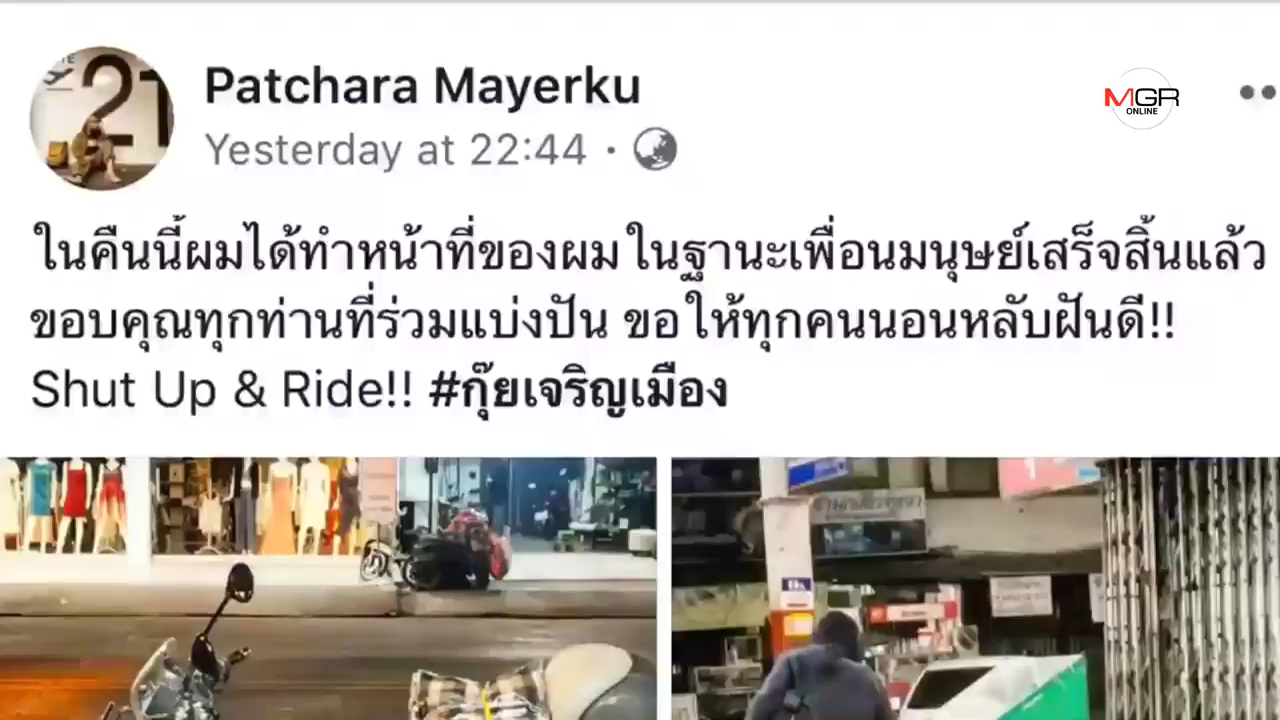 21
Patchara Mayerku
MGR
ONLINE
Yesterday at 22:44 ·
ในคืนนี้ผมได้ทำหน้าที่ของผมในฐานะเพื่อนมนุษย์เสร็จสิ้นแล้ว
ขอบคุณทุกท่านที่ร่วมแบ่งปัน ขอให้ทุกคนนอนหลับฝันดี!!
Shut Up & Ride!! #กุ๊ยเจริญเมือง